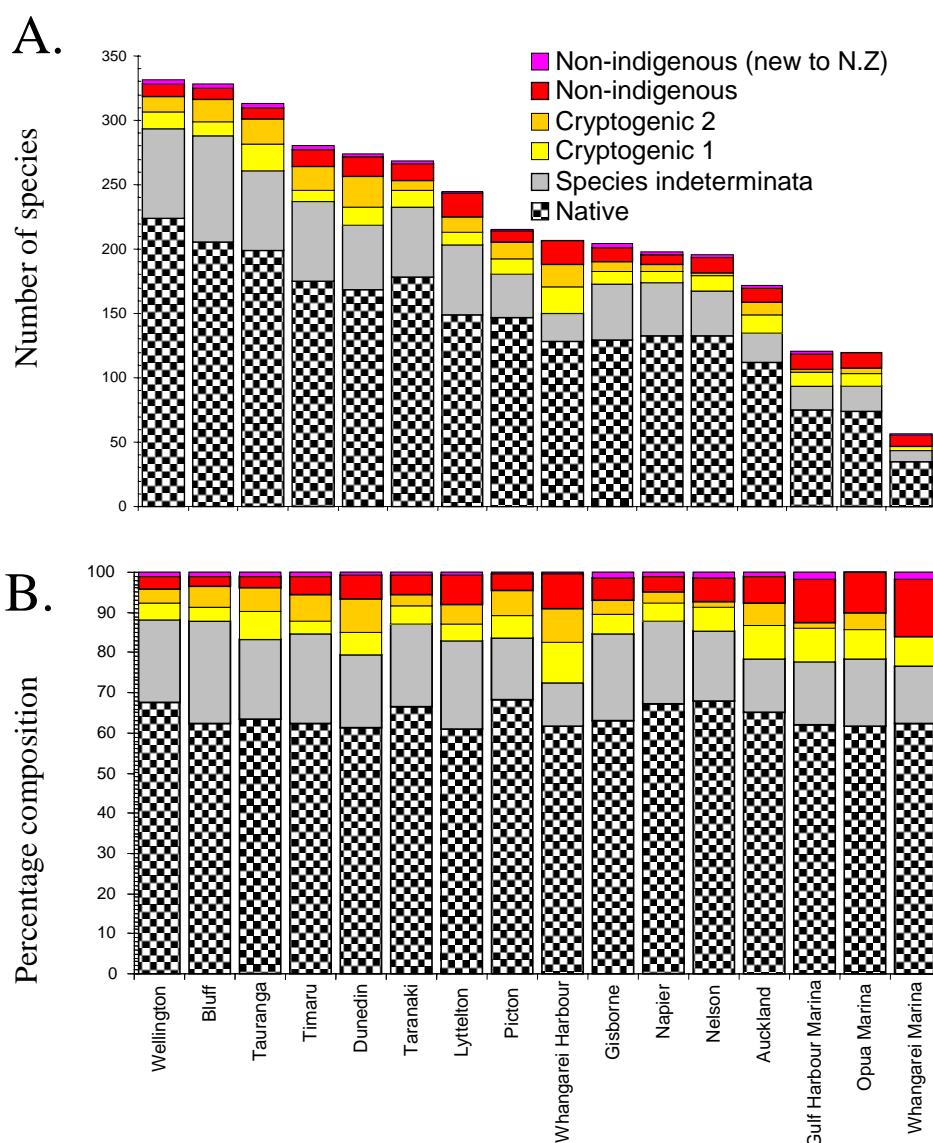 A.
350
300
250
200
150
100
50
0
Number of species
Non-indigenous (new to N.Z)
Non-indigenous
Cryptogenic 2
Cryptogenic 1
Species indeterminata
Native
B.
100
90
80
70
60
50
40
30
20
10
0
Percentage composition
Wellington
Bluff
Tauranga
Timaru
Dunedin
Taranaki
Lyttelton
Picton
Whangarei Harbour
Gisborne
Napier
Nelson
Auckland
Gulf Harbour Marina
Opua Marina
Whangarei Marina